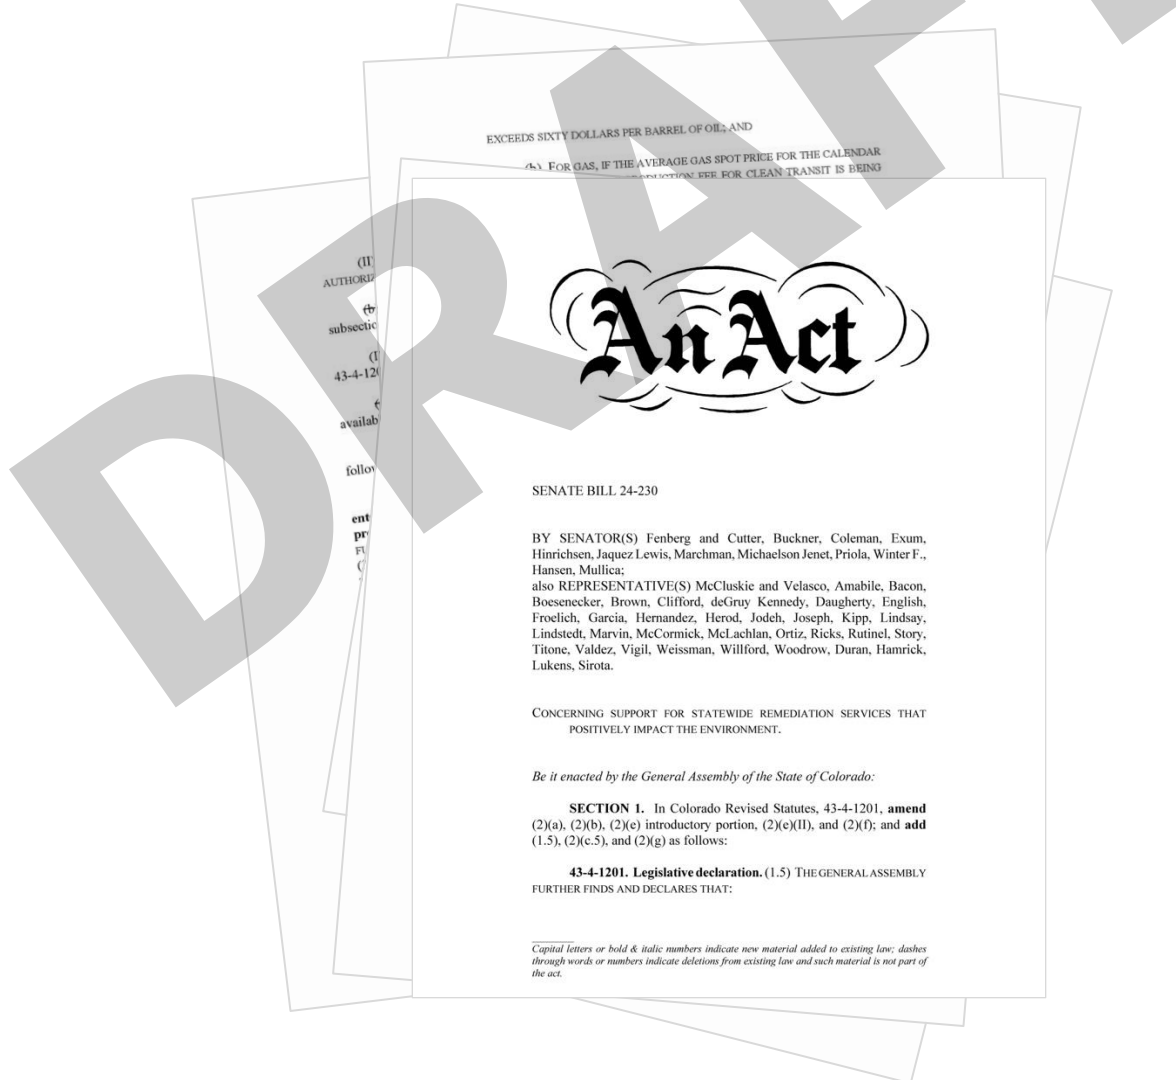 DRAF
EXCEEDS SIXTY DOLLARS PER BARREL OF OIL; AND
(b) FOR GAS, IF THE AVERAGE GAS SPOT PRICE FOR THE CALENDAR
FEE FOR CLEAN TRANSIT IS BEING
(II)
AUTHORIZ
(b
subsectio
(I
43-4-120
availab
follow
ent
pr
An Act
SENATE BILL 24-230
BY SENATOR(S) Fenberg and Cutter, Buckner, Coleman, Exum,
Hinrichsen, Jaquez Lewis, Marchman, Michaelson Jenet, Priola, Winter F.,
Hansen, Mullica;
also REPRESENTATIVE(S) McCluskie and Velasco, Amabile, Bacon,
Boesenecker, Brown, Clifford, deGruy Kennedy, Daugherty, English,
Froelich, Garcia, Hernandez, Herod, Jodeh, Joseph, Kipp, Lindsay,
Lindstedt, Marvin, McCormick, McLachlan, Ortiz, Ricks, Rutinel, Story,
Titone, Valdez, Vigil, Weissman, Willford, Woodrow, Duran, Hamrick,
Lukens, Sirota.
CONCERNING SUPPORT FOR STATEWIDE REMEDIATION SERVICES THAT
POSITIVELY IMPACT THE ENVIRONMENT.
Be it enacted by the General Assembly of the State of Colorado:
SECTION 1. In Colorado Revised Statutes, 43-4-1201, amend
(2)(a), (2)(b), (2)(e) introductory portion, (2)(e)(II), and (2)(f); and add
(1.5), (2)(c.5), and (2)(g) as follows:
43-4-1201. Legislative declaration. (1.5) THE GENERAL ASSEMBLY
FURTHER FINDS AND DECLARES THAT:
Capital letters or bold & italic numbers indicate new material added to existing law; dashes
through words or numbers indicate deletions from existing law and such material is not part of
the act.